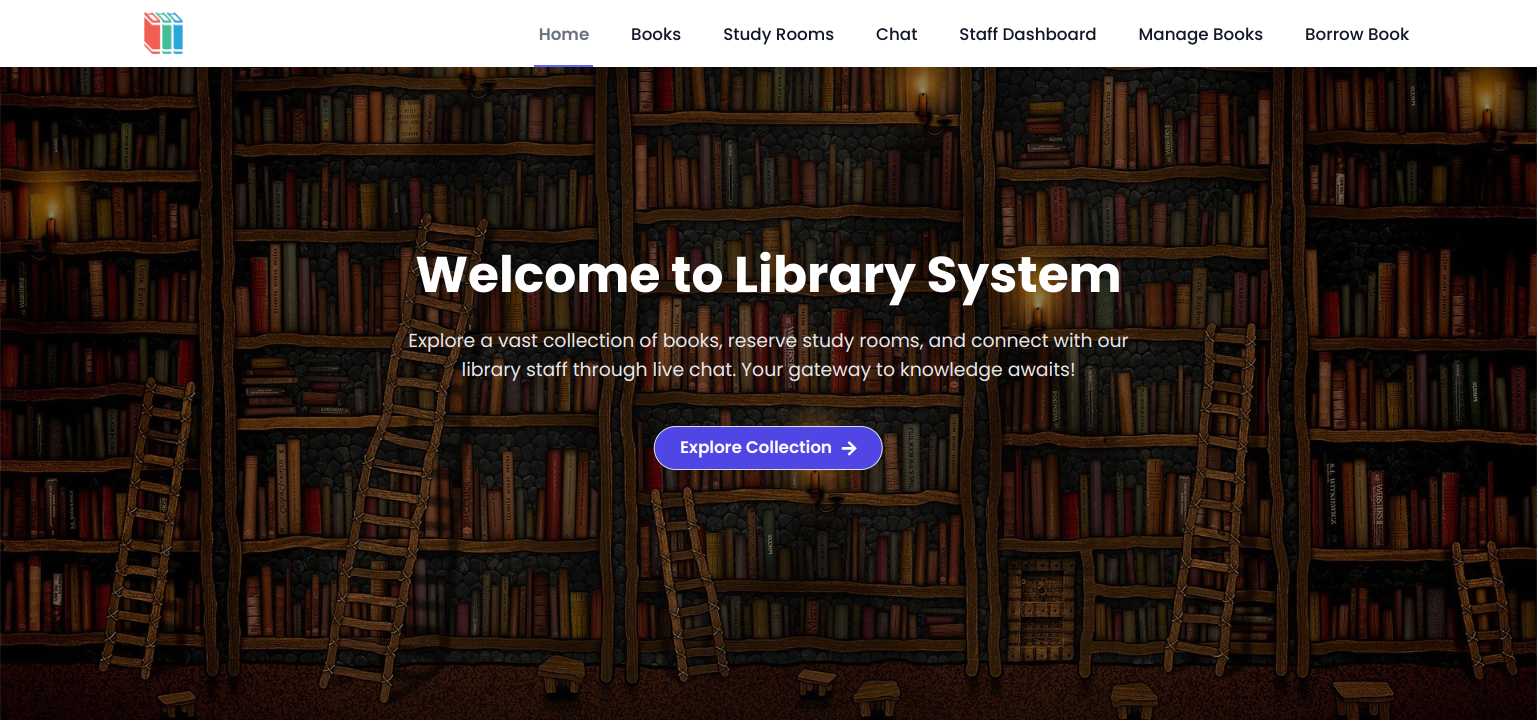 Home
Books
Study Rooms
Chat
Staff Dashboard
Manage Books
Borrow Book
Welcome to Library System
Explore a vast collection of books, reserve study rooms, and connect with our
library staff through live chat. Your gateway to knowledge awaits!
Explore Collection